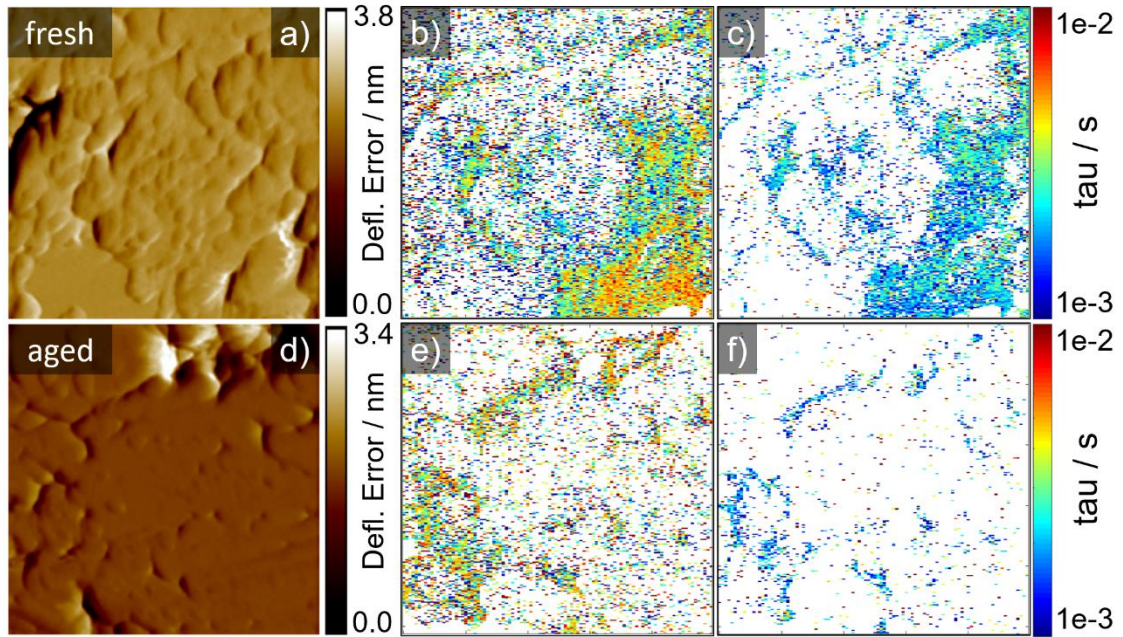 fresh
a)
3.8
Defl. Error / nm
0.0
b)
c)
1e-2
tau / s
1e-3
aged
d)
3.4
Defl. Error / nm
0.0
e)
f)
1e-2
tau / s
1e-3